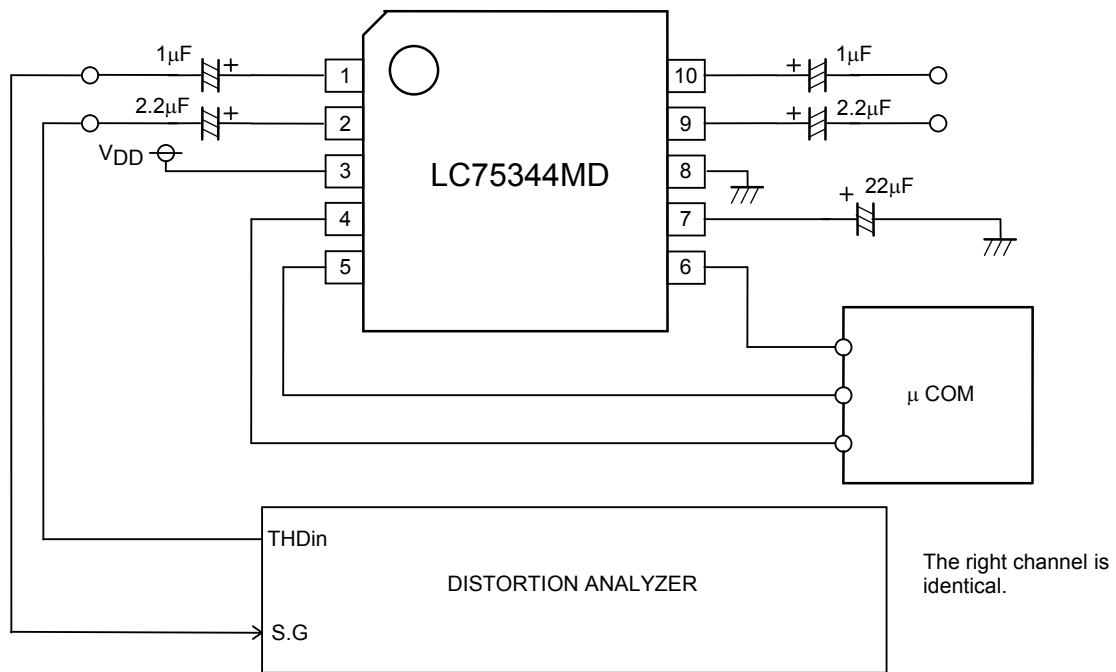 1μF
1μF
1
10
2.2μF
2.2μF
2
9
VDD
3
LC75344MD
8
22μF
4
7
5
6
μ COM
THDin
The right channel is
identical.
DISTORTION ANALYZER
S.G